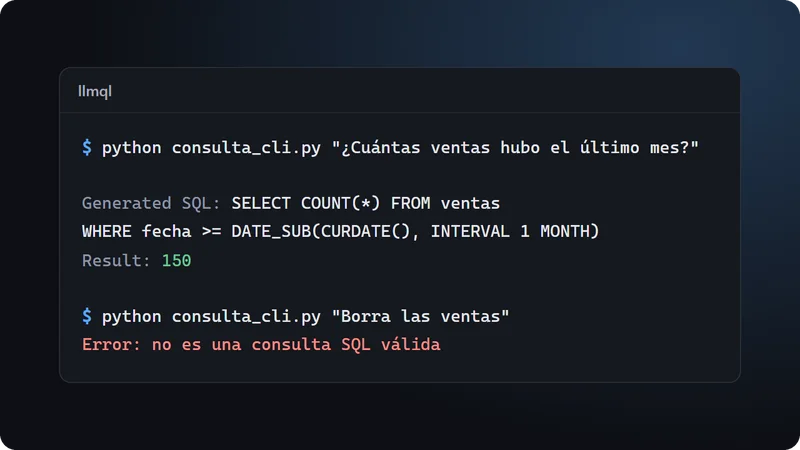 llmql
$ python consulta_cli.py "¿Cuántas ventas hubo el último mes?"
Generated SQL: SELECT COUNT(*) FROM ventas
WHERE fecha >= DATE_SUB(CURDATE(), INTERVAL 1 MONTH)
Result: 150
$ python consulta_cli.py "Borra las ventas"
Error: no es una consulta SQL válida